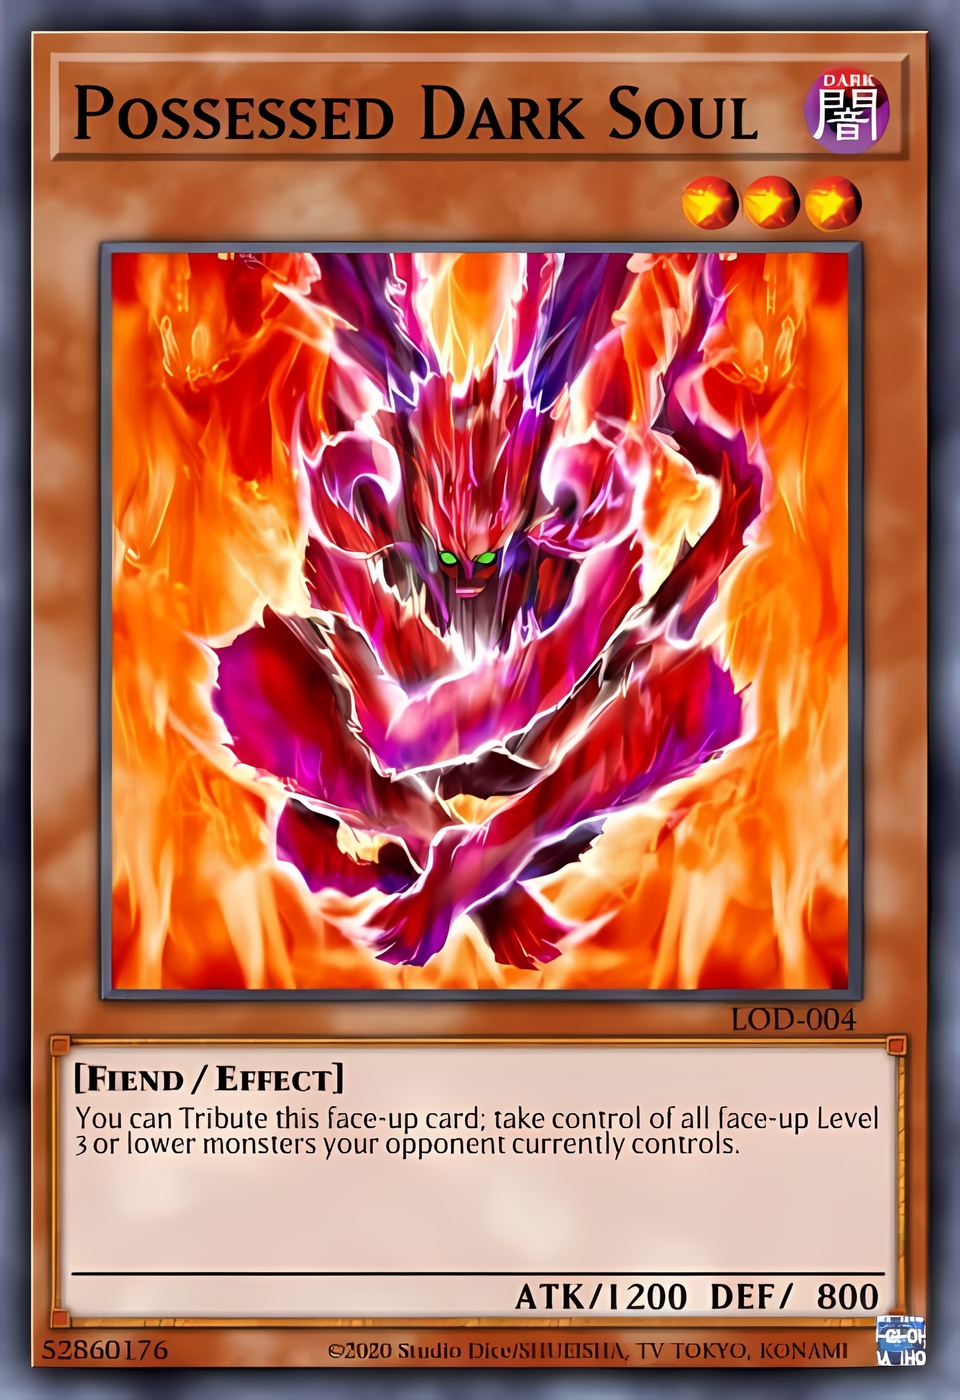 POSSESSED DARK SOUL
DARK
闇
LOD-004
[FIEND / EFFECT]
You can Tribute this face-up card; take control of all face-up Level
3 or lower monsters your opponent currently controls.
ATK/1200 DEF/ 800
52860176
©2020 Studio Dice/SHUEISHA, TV TOKYO, KONAMI